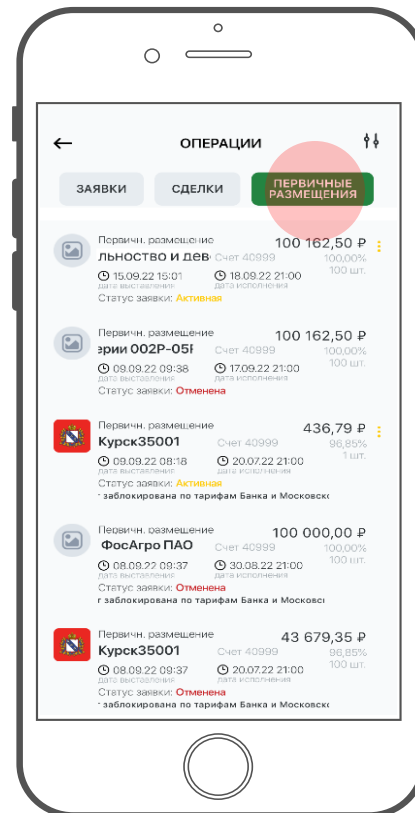 ОПЕРАЦИИ
ЗАЯВКИ СДЕЛКИ ПЕРВИЧНЫЕ
РАЗМЕЩЕНИЯ
Первичн. размещение 100 162,50 ₽
льноство и дев Счет 40999 100,00%
15.09.22 15:01 18.09.22 21:00 100 шт.
дата выставления дата исполнения
Статус заявки: Активная
Первичн. размещение 100 162,50 ₽
ерии 002P-05 Счет 40999 100,00%
09.09.22 09:38 17.09.22 21:00 100 шт.
дата выставления дата исполнения
Статус заявки: Отменена
Первичн. размещение 436,79 ₽
Курск35001 Счет 40999 96,85%
09.09.22 08:18 20.07.22 21:00 1 шт.
дата выставления дата исполнения
Статус заявки: Активная
заблокирована по тарифам Банка и Московско
Первичн. размещение 100 000,00 ₽
ФосАгро ПАО Счет 40999 100,00%
08.09.22 09:37 30.08.22 21:00 100 шт.
дата выставления дата исполнения
Статус заявки: Отменена
г заблокирована по тарифам Банка и Москов
Первичн. размещение 43 679,35 ₽
Курск35001 Счет 40999 96,85%
08.09.22 09:37 20.07.22 21:00 100 шт.
дата выставления дата исполнения
Статус заявки: Отменена
заблокирована по тарифам Банка и Московско